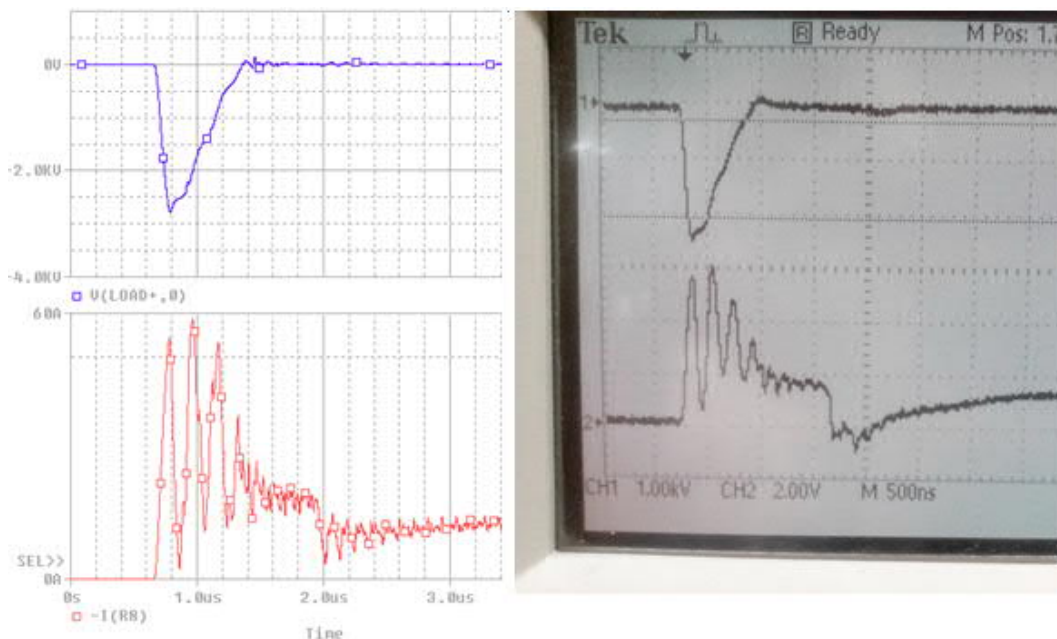 0V
-2.0KV
-4.0KV
V(LOAD+,0)
60A
SEL>>
0A
0s 1.0us 2.0us 3.0us
-I(R8)
Time
Tek R Ready M Pos: 1.
1
2
CH1 1.00kV CH2 2.00V M 500ns